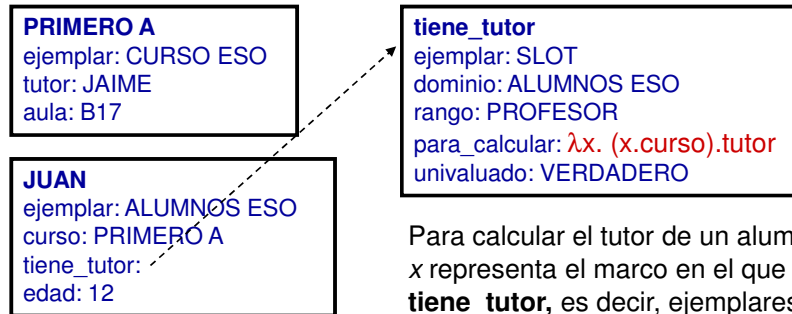 PRIMERO A
ejemplar: CURSO ESO
tutor: JAIME
aula: B17
JUAN
ejemplar: ALUMNOS ESO
curso: PRIMERO A
tiene_tutor:
edad: 12
tiene_tutor
ejemplar: SLOT
dominio: ALUMNOS ESO
rango: PROFESOR
para_calcular: λx. (x.curso).tutor
univaluado: VERDADERO
Para calcular el tutor de un alum
x representa el marco en el que
tiene_tutor, es decir, ejemplares